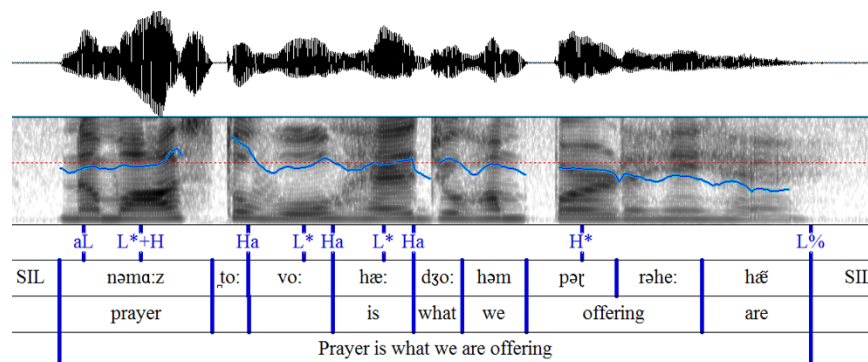 aL L*+H Ha L* Ha L* Ha H* L%
SIL nəmɑːz ̪toː voː hæː dʒoː həm pəɽ rəheː hæ̃ SIL
prayer is what we offering are
Prayer is what we are offering